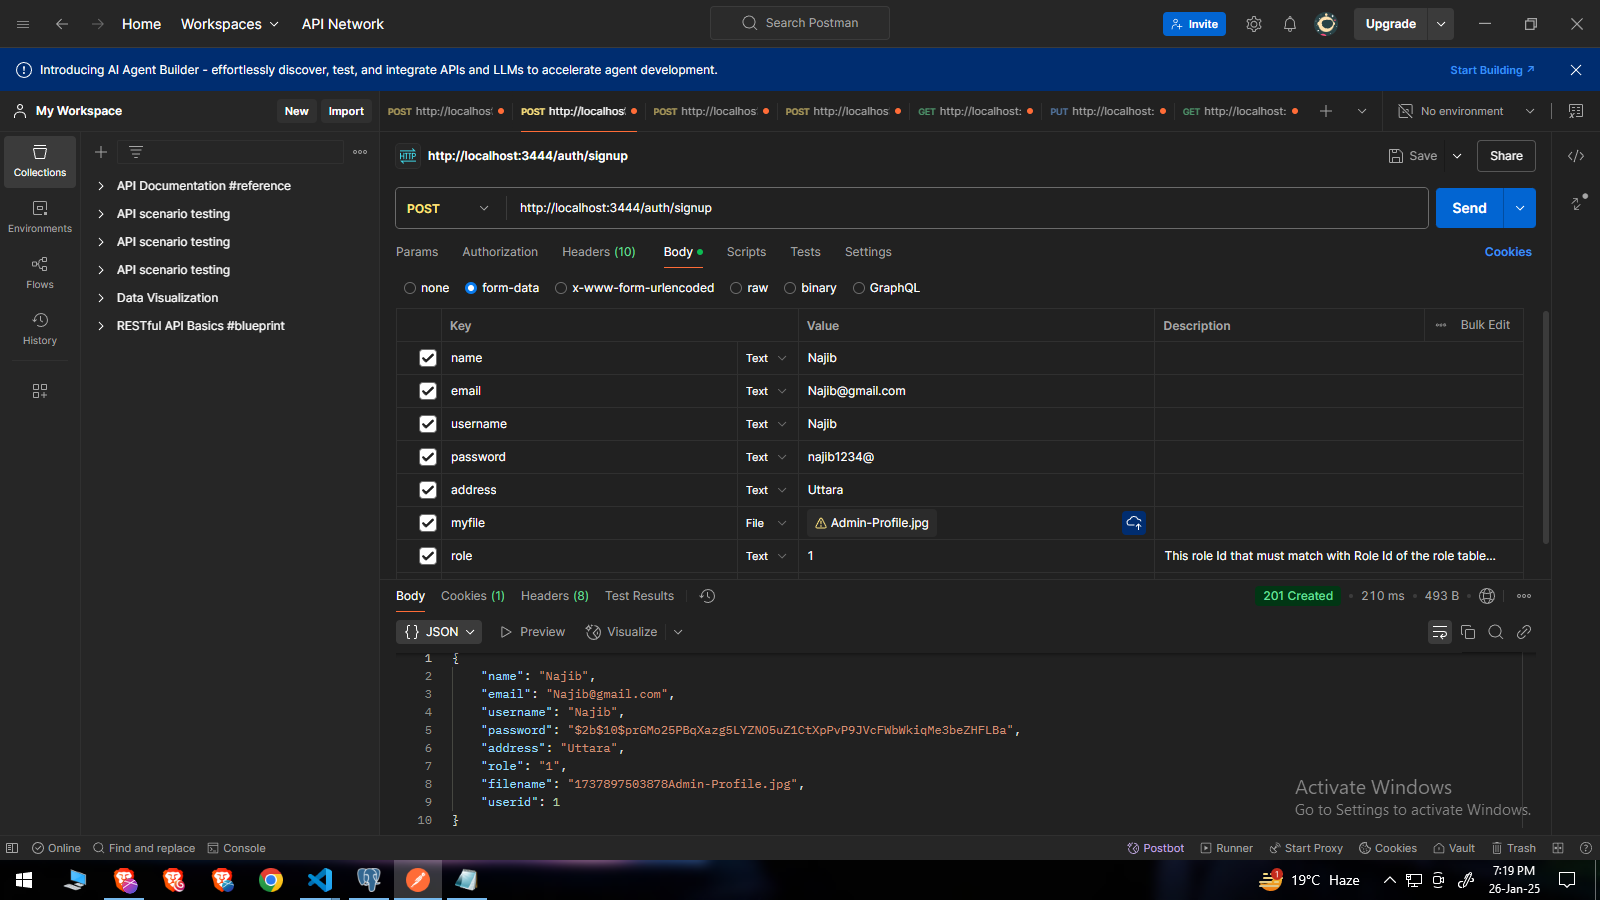 Home Workspaces API Network Search Postman Invite Upgrade
Introducing AI Agent Builder - effortlessly discover, test, and integrate APIs and LLMs to accelerate agent development. Start Building
My Workspace New Import POST http://localhos POST http://localhos POST http://localhos POST http://localhos GET http://localhost: PUT http://localhost: GET http://localhost: No environment
HTTP http://localhost:3444/auth/signup Save Share
Collections
Environments
Flows
History
API Documentation #reference
API scenario testing
API scenario testing
API scenario testing
Data Visualization
RESTful API Basics #blueprint
POST http://localhost:3444/auth/signup Send
Params Authorization Headers (10) Body Scripts Tests Settings Cookies
none form-data x-www-form-urlencoded raw binary GraphQL
Key Value Description Bulk Edit
name Text Najib
email Text Najib@gmail.com
username Text Najib
password Text najib1234@
address Text Uttara
myfile File Admin-Profile.jpg
role Text 1 This role Id that must match with Role Id of the role table...
Body Cookies (1) Headers (8) Test Results 201 Created 210 ms 493 B
{} JSON Preview Visualize
1 {
2 "name": "Najib",
3 "email": "Najib@gmail.com",
4 "username": "Najib",
5 "password": "$2b$10$prGMo25PBqXazg5LYZNO5uZ1CtXpPvP9JVcFWbWkiqMe3beZHFLBa",
6 "address": "Uttara",
7 "role": "1",
8 "filename": "1737897503878Admin-Profile.jpg",
9 "userid": 1
10 }
Activate Windows
Go to Settings to activate Windows.
Online Find and replace Console Postbot Runner Start Proxy Cookies Vault Trash
1 19°C Haze
7:19 PM
26-Jan-25